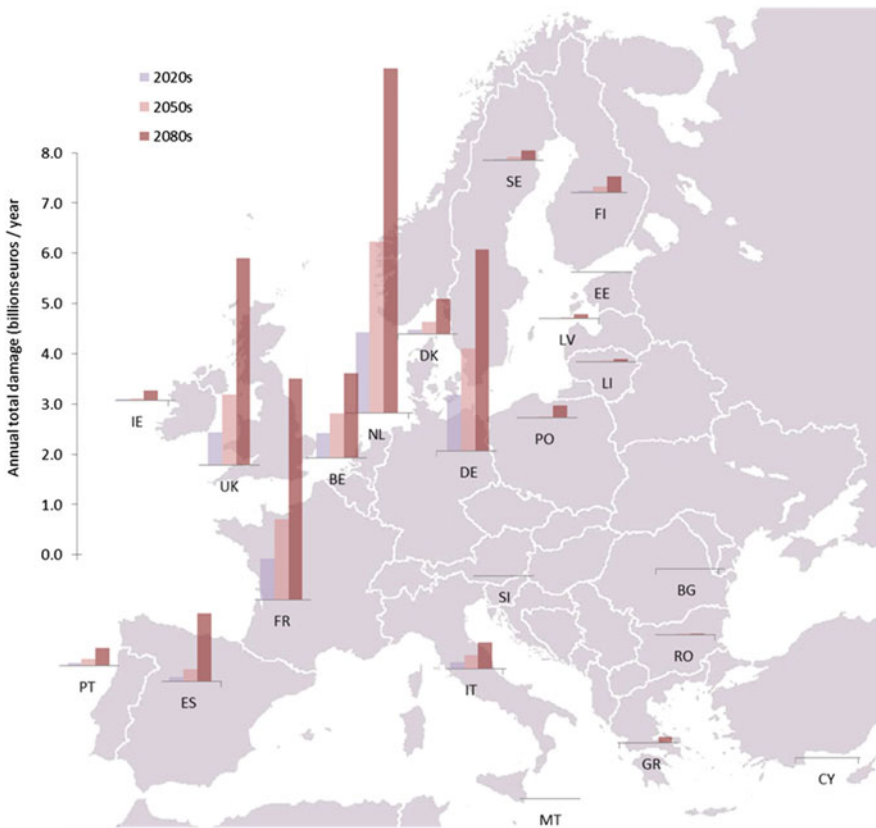 2020s
2050s
2080s
Annual total damage (billionseuros / year
8.0
7.0
6.0
5.0
4.0
3.0
2.0
1.0
0.0
SE
FI
EE
LV
DK
LI
IE
NL
PO
UK
BE
DE
FR
SI
BG
RO
PT
ES
IT
GR
CY
MT